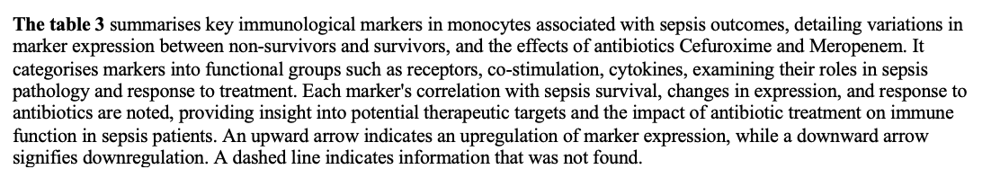 The table 3 summarises key immunological markers in monocytes associated with sepsis outcomes, detailing variations in
marker expression between non-survivors and survivors, and the effects of antibiotics Cefuroxime and Meropenem. It
categorises markers into functional groups such as receptors, co-stimulation, cytokines, examining their roles in sepsis
pathology and response to treatment. Each marker's correlation with sepsis survival, changes in expression, and response to
antibiotics are noted, providing insight into potential therapeutic targets and the impact of antibiotic treatment on immune
function in sepsis patients. An upward arrow indicates an upregulation of marker expression, while a downward arrow
signifies downregulation. A dashed line indicates information that was not found.